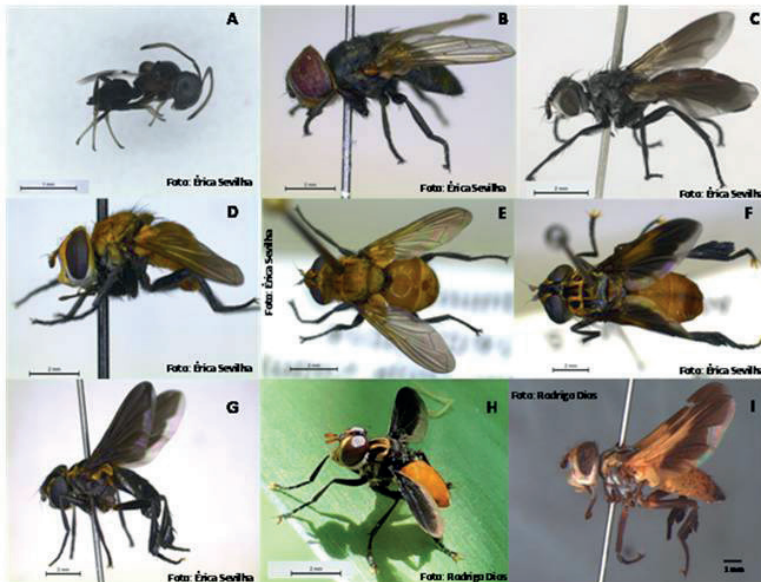 A
1 mm
Foto: Érica Sevilha
B
2 mm
Foto: Érica Sevilha
C
2 mm
Foto: Érica Sevilha
D
2 mm
Foto: Érica Sevilha
E
2 mm
Foto: Érica Sevilha
F
2 mm
Foto: Érica Sevilha
G
2 mm
Foto: Érica Sevilha
H
2 mm
Foto: Rodrigo Dios
Foto: Rodrigo Dios
I
1 mm